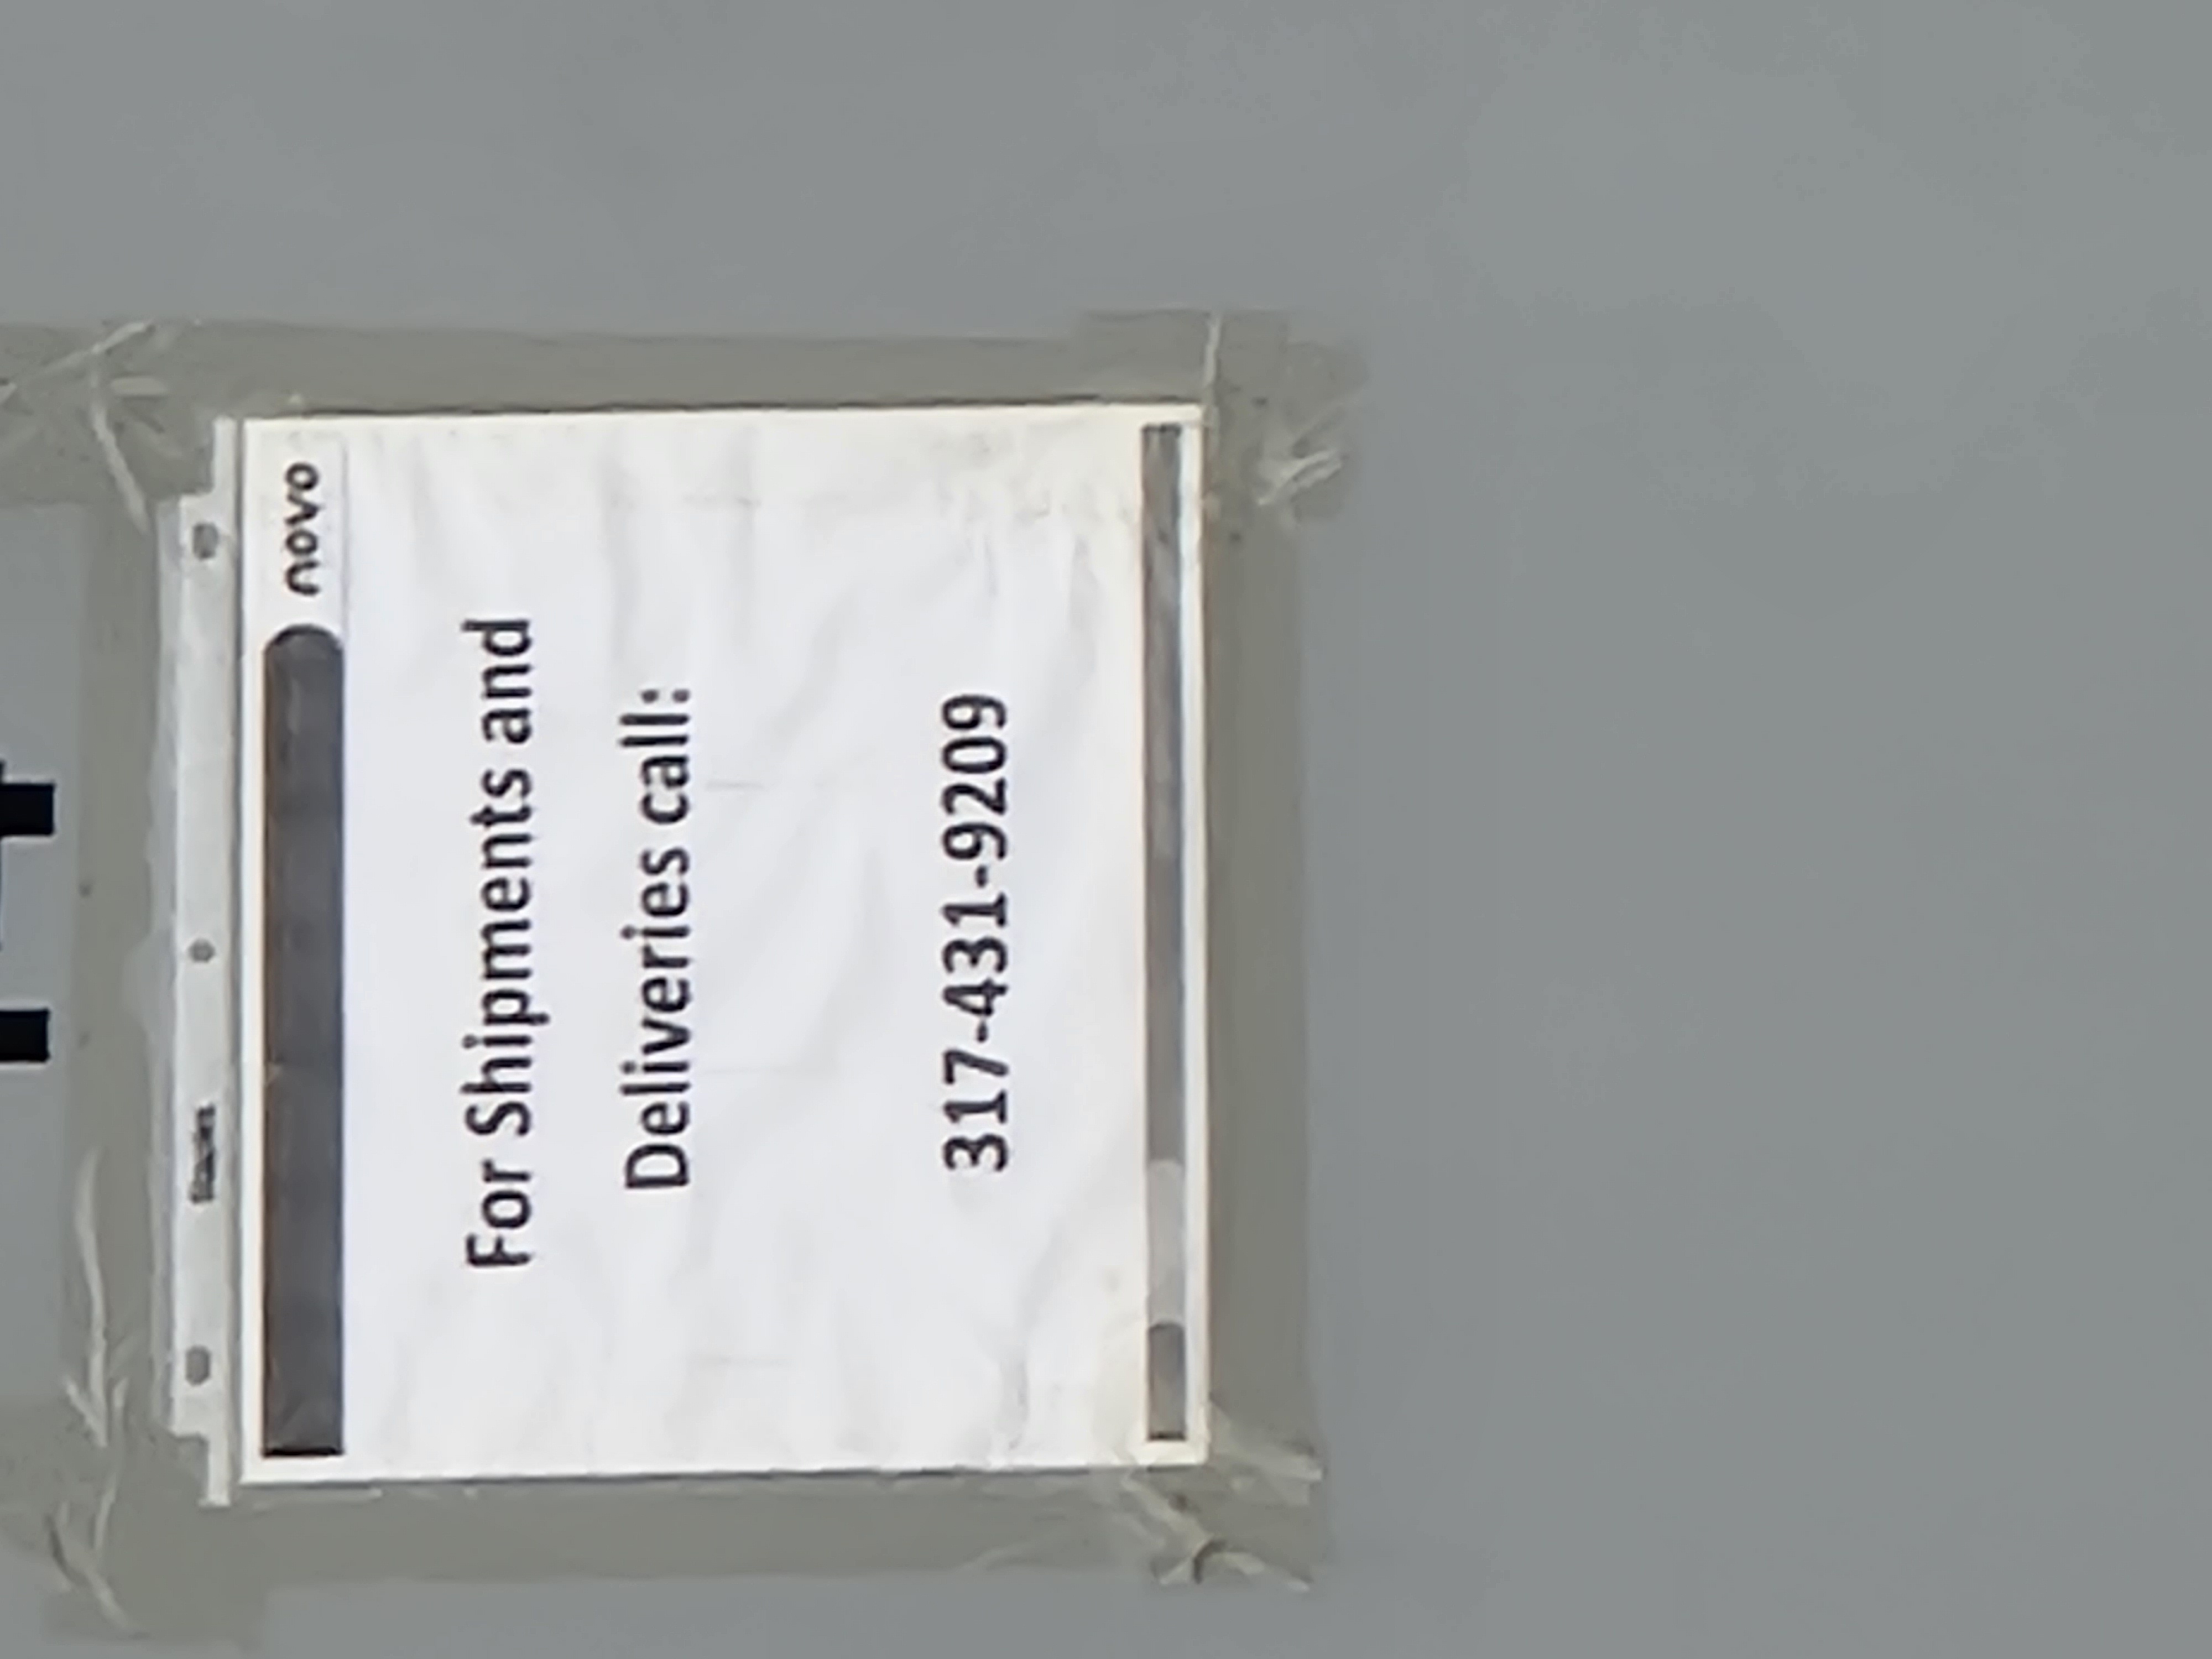 novo
For Shipments and
Deliveries call:
317-431-9209